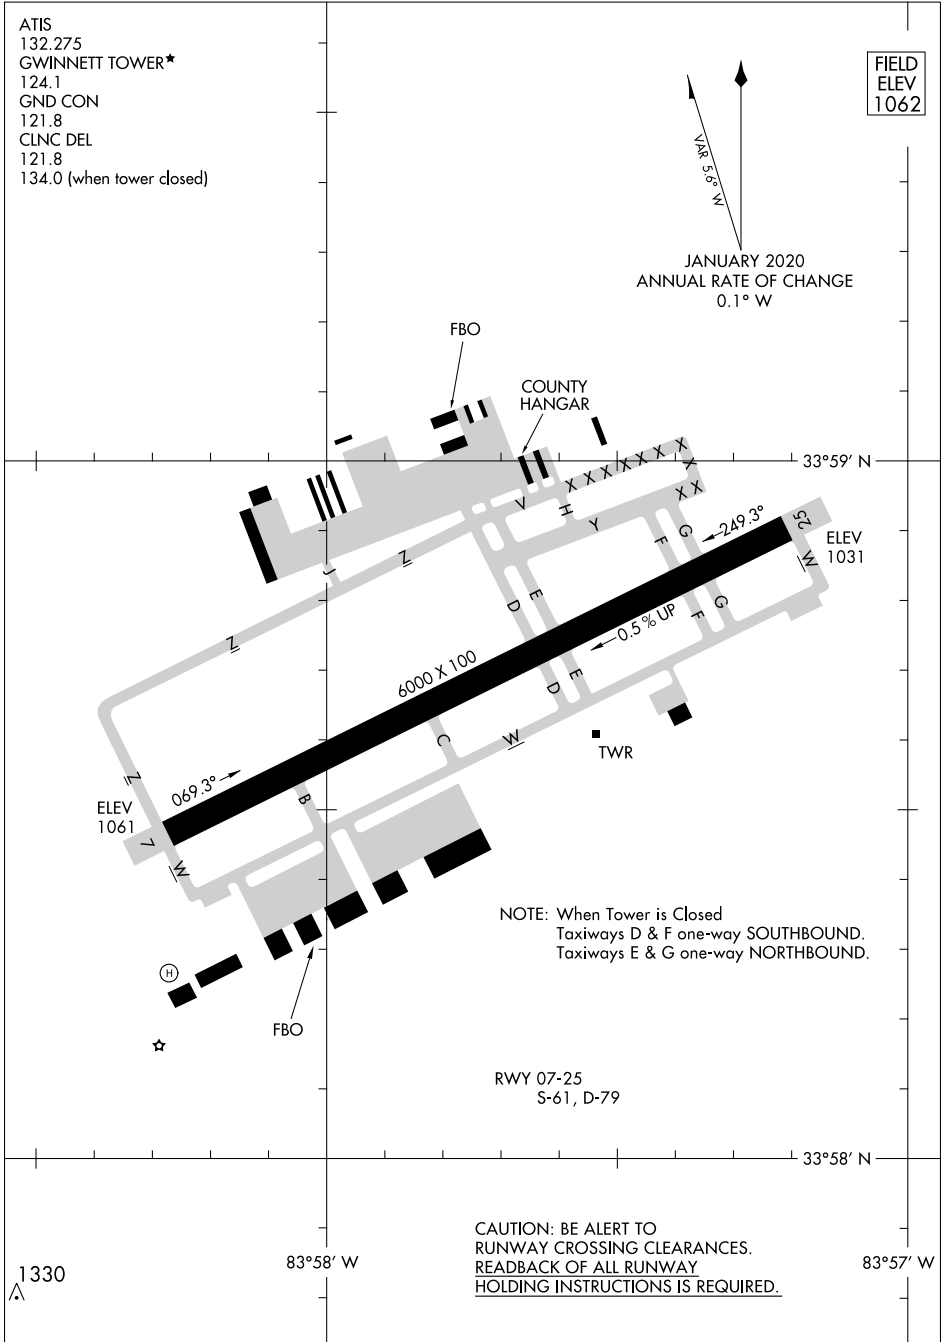 ATIS
132.275
GWINNETT TOWER★
124.1
GND CON
121.8
CLNC DEL
121.8
134.0 (when tower closed)
FIELD
ELEV
1062
VAR 5.6° W
JANUARY 2020
ANNUAL RATE OF CHANGE
0.1° W
FBO
COUNTY
HANGAR
33°59' N
X X X X X X X
X
X X
V
H
Y
G
F
249.3°
25
ELEV
1031
W
J
Z
Z
D
E
G
F
0.5% UP
6000 X 100
E
D
C
W
TWR
Z
069.3°
B
ELEV
1061
7
W
NOTE: When Tower is Closed
Taxiways D & F one-way SOUTHBOUND.
Taxiways E & G one-way NORTHBOUND.
H
FBO
RWY 07-25
S-61, D-79
33°58' N
CAUTION: BE ALERT TO
RUNWAY CROSSING CLEARANCES.
READBACK OF ALL RUNWAY
HOLDING INSTRUCTIONS IS REQUIRED.
1330
83°58' W
83°57' W